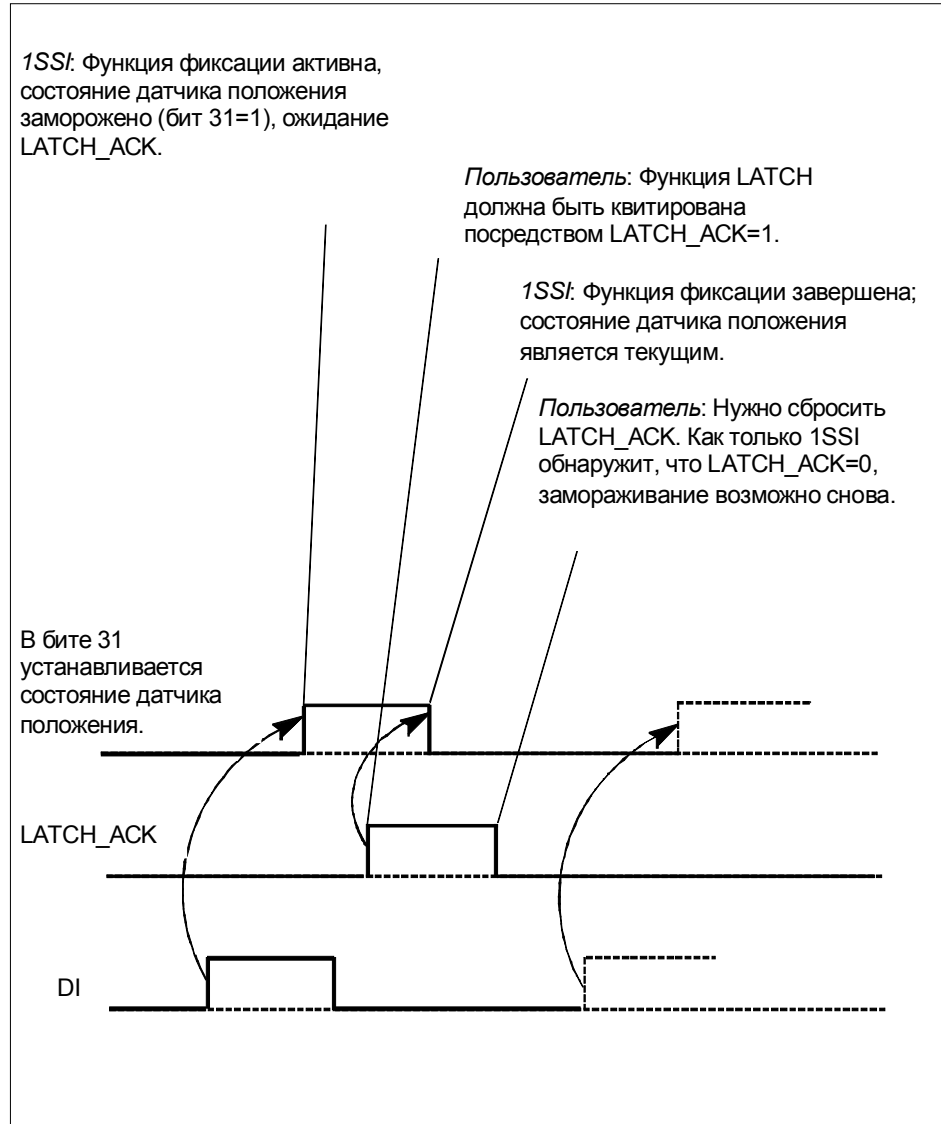 1SSI: Функция фиксации активна,
состояние датчика положения
заморожено (бит 31=1), ожидание
LATCH_ACK.
Пользователь: Функция LATCH
должна быть квитирована
посредством LATCH_ACK=1.
1SSI: Функция фиксации завершена;
состояние датчика положения
является текущим.
Пользователь: Нужно сбросить
LATCH_ACK. Как только 1SSI
обнаружит, что LATCH_ACK=0,
замораживание возможно снова.
В бите 31
устанавливается
состояние датчика
положения.
LATCH_ACK
DI